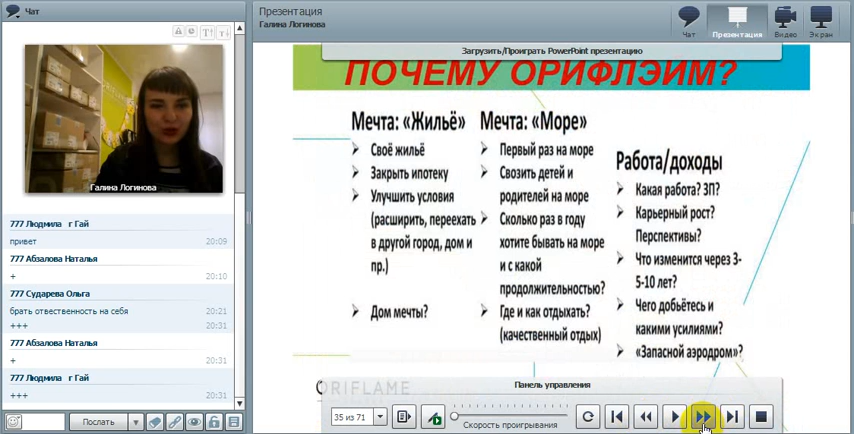 Чат
Галина Логинова
777 Людмила г Гай
привет 20:09
777 Абзалова Наталья
+ 20:10
777 Сударева Ольга
брать отвественность на себя 20:21
+++ 20:31
777 Абзалова Наталья
+ 20:31
777 Людмила г Гай
+++ 20:31
Послать
Презентация
Галина Логинова
Чат
Презентация
Видео
Экран
Загрузить/Проиграть PowerPoint презентацию
ПОЧЕМУ ОРИФЛЭЙМ?
Мечта: «Жильё»
Своё жильё
Закрыть ипотеку
Улучшить условия
(расширить, переехать
в другой город, дом и
пр.)
Дом мечты?
Мечта: «Море»
Первый раз на море
Свозить детей и
родителей на море
Сколько раз в году
хотите бывать на море
и с какой
продолжительностью?
Где и как отдыхать?
(качественный отдых)
Работа/доходы
Какая работа? ЗП?
Карьерный рост?
Перспективы?
Что изменится через 3-
5-10 лет?
Чего добьётесь и
какими усилиями?
«Запасной аэродром»?
ORIFLAME
Панель управления
35 из 71
Скорость проигрывания